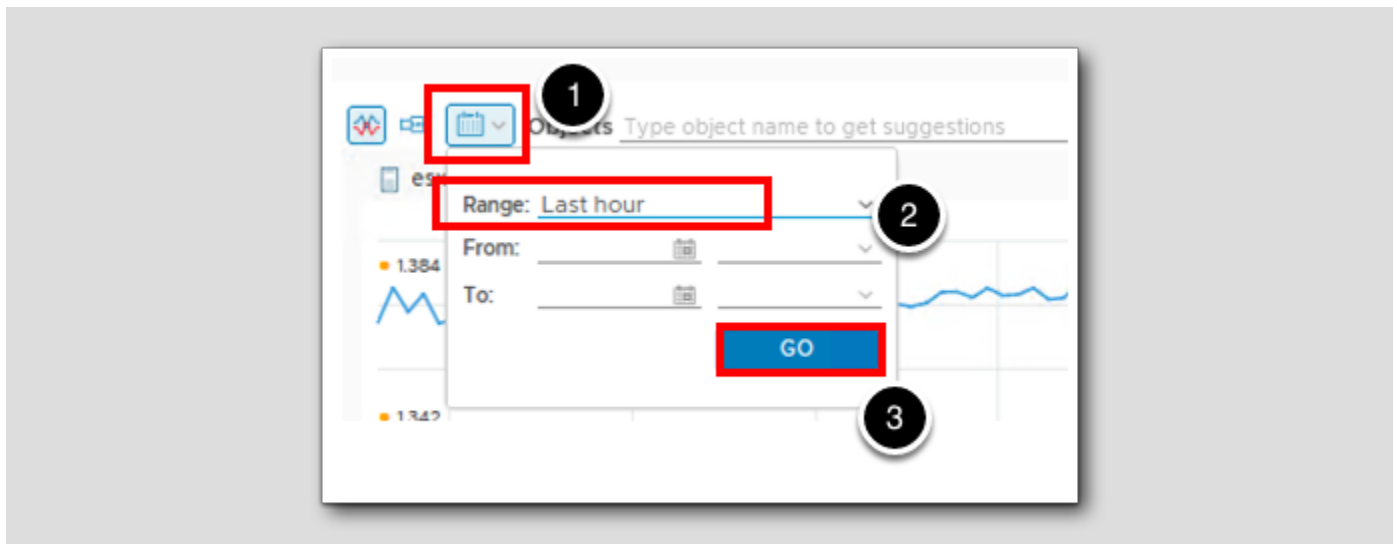 1
Objects Type object name to get suggestions
Range: Last hour
2
From:
1.384
To:
GO
3
1.342